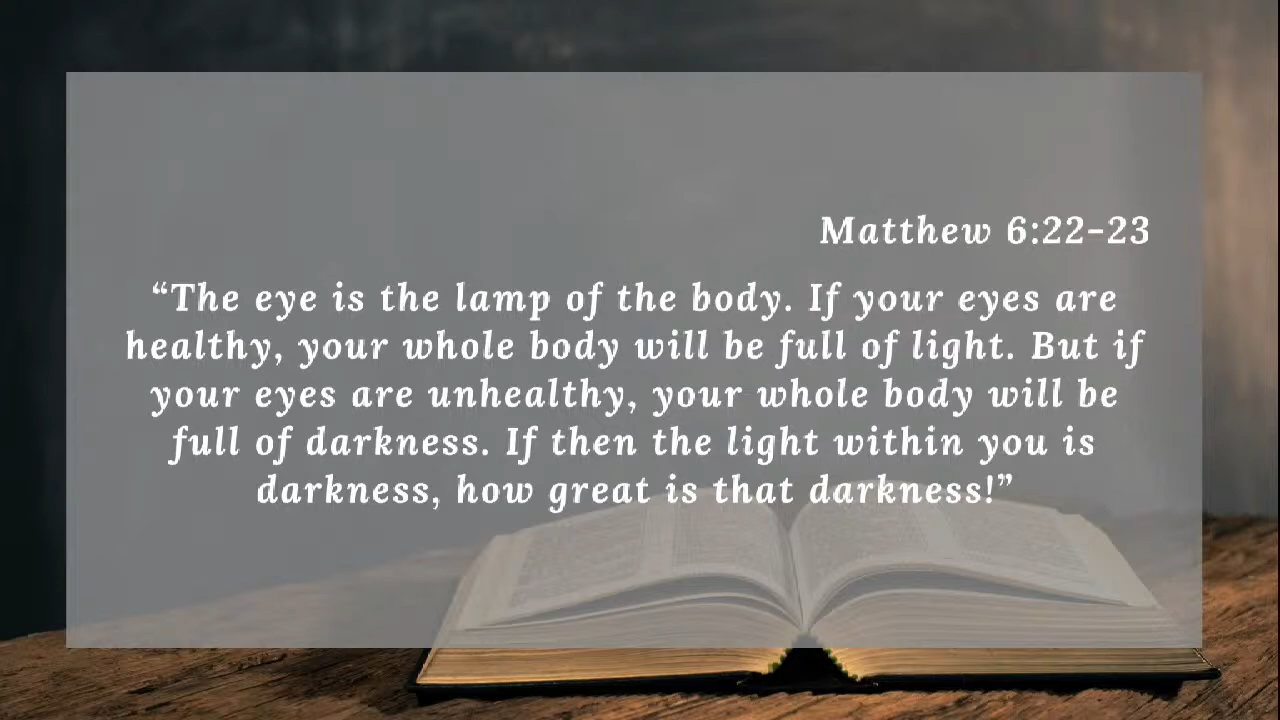 Matthew 6:22-23
“The eye is the lamp of the body. If your eyes are
healthy, your whole body will be full of light. But if
your eyes are unhealthy, your whole body will be
full of darkness. If then the light within you is
darkness, how great is that darkness!”